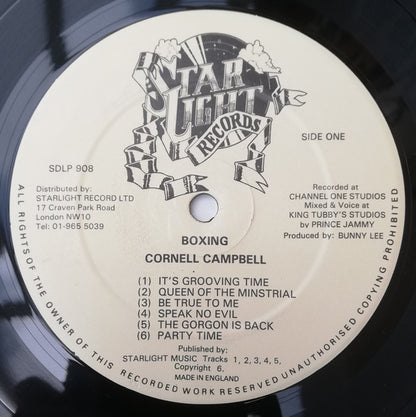 STAR
LIGHT
RECORDS
SDLP 908
SIDE ONE
Distributed by:
STARLIGHT RECORD LTD
17 Craven Park Road
London NW10
Tel: 01-965 5039
Recorded at
CHANNEL ONE STUDIOS
Mixed & Voice at
KING TUBBY'S STUDIOS
by PRINCE JAMMY
Produced by: BUNNY LEE
BOXING
CORNELL CAMPBELL
(1) IT'S GROOVING TIME
(2) QUEEN OF THE MINSTRIAL
(3) BE TRUE TO ME
(4) SPEAK NO EVIL
(5) THE GORGON IS BACK
(6) PARTY TIME
Published by:
STARLIGHT MUSIC Tracks 1, 2, 3, 4, 5,
Copyright 6.
MADE IN ENGLAND
ALL RIGHTS OF THE OWNER OF THIS RECORDED WORK RESERVED UNAUTHORISED COPYING PROHIBITED